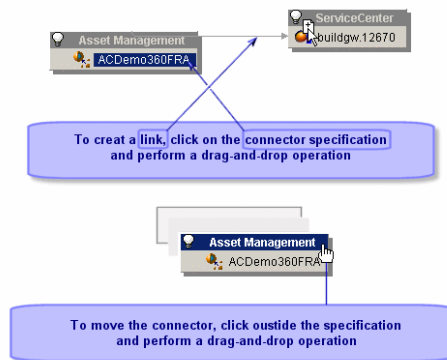 ServiceCenter
buildgw.12670
Asset Management
ACDemo360FRA
To creat a link, click on the connector specification
and perform a drag-and-drop operation
Asset Management
ACDemo360FRA
To move the connector, click oustide the specification
and perform a drag-and-drop operation